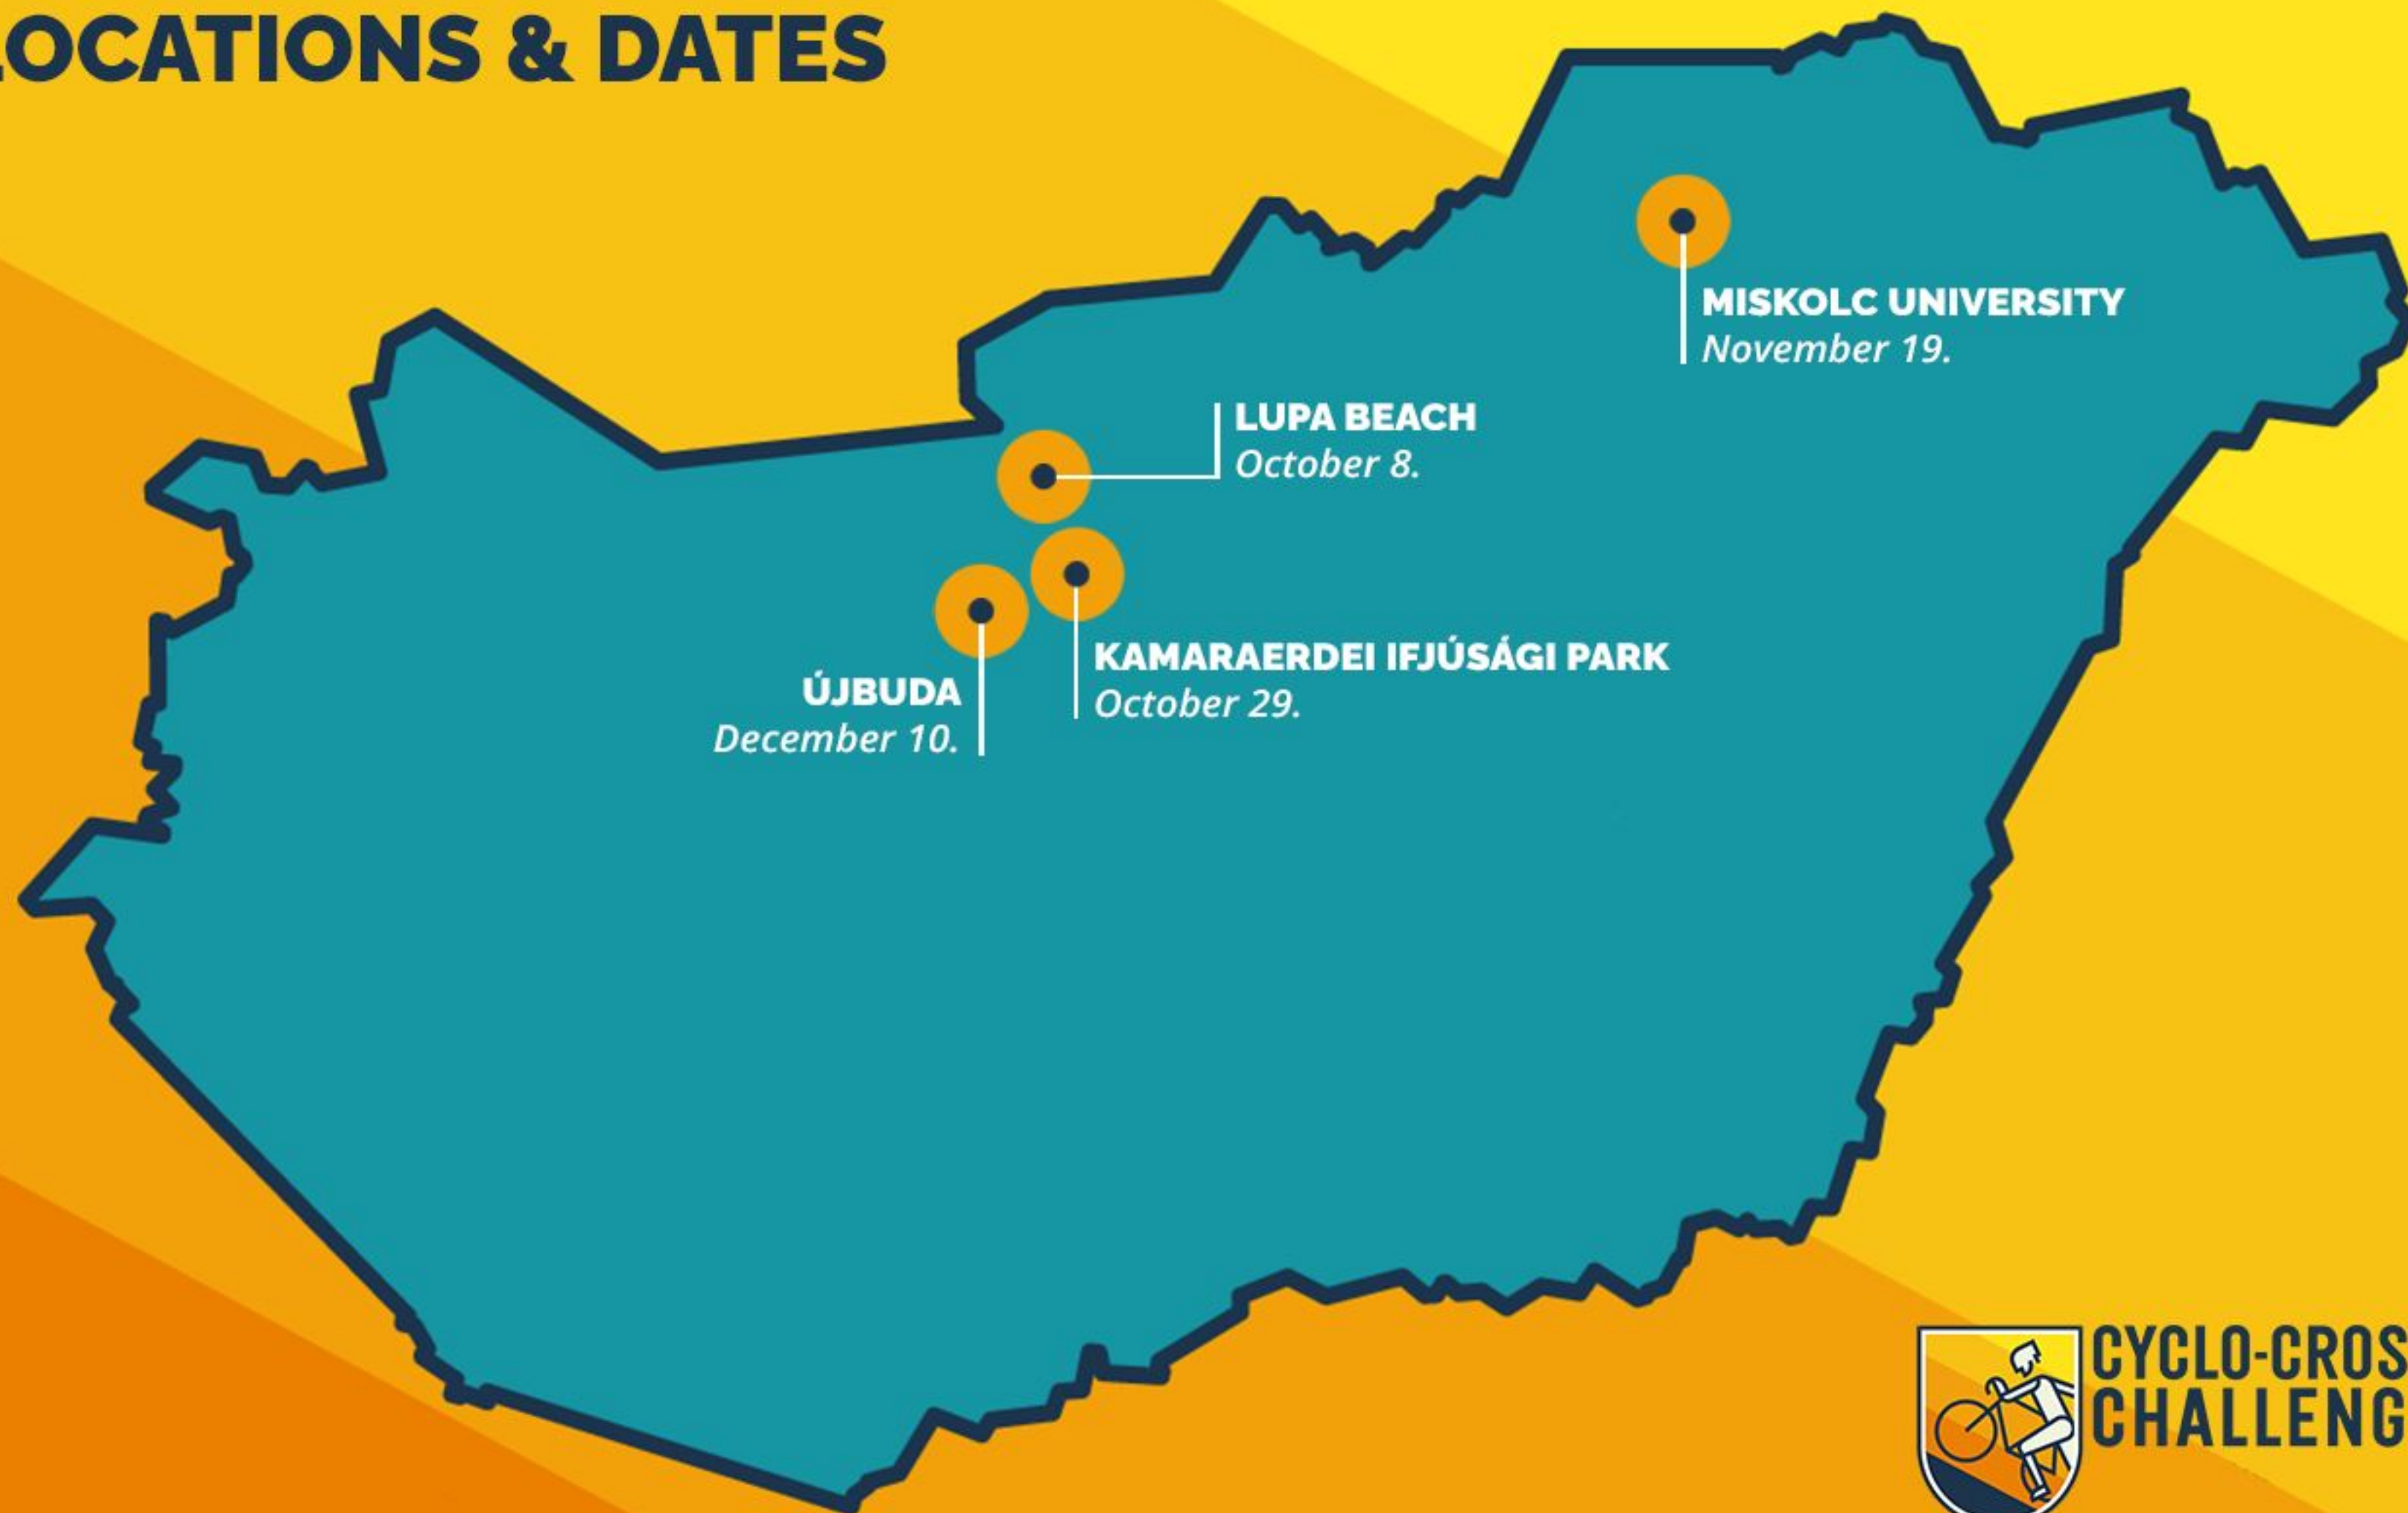 LOCATIONS & DATES
MISKOLC UNIVERSITY
November 19.
LUPA BEACH
October 8.
KAMARAERDEI IFJÚSÁGI PARK
October 29.
ÚJBUDA
December 10.
CYCLO-CROS
CHALLENG